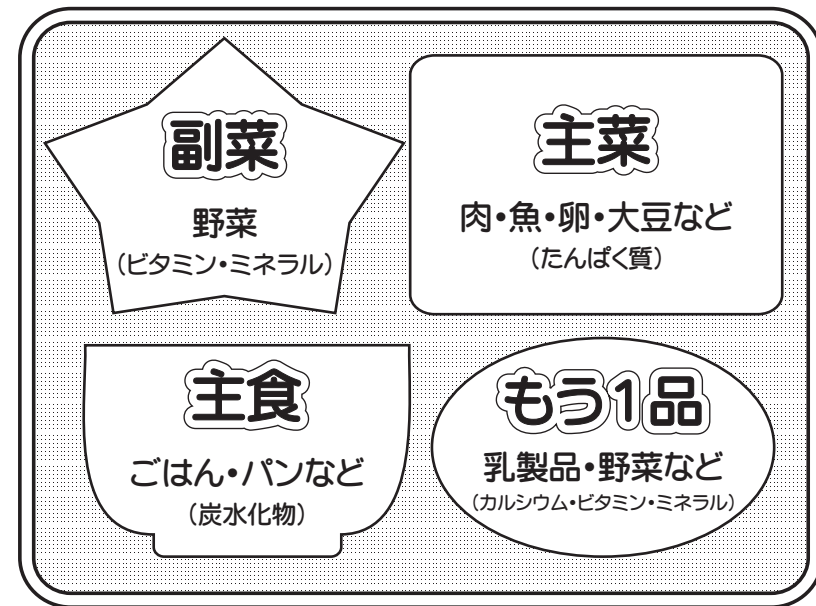 副菜
野菜
（ビタミン・ミネラル）
主菜
肉・魚・卵・大豆など
（たんぱく質）
主食
ごはん・パンなど
（炭水化物）
もう1品
乳製品・野菜など
（カルシウム・ビタミン・ミネラル）